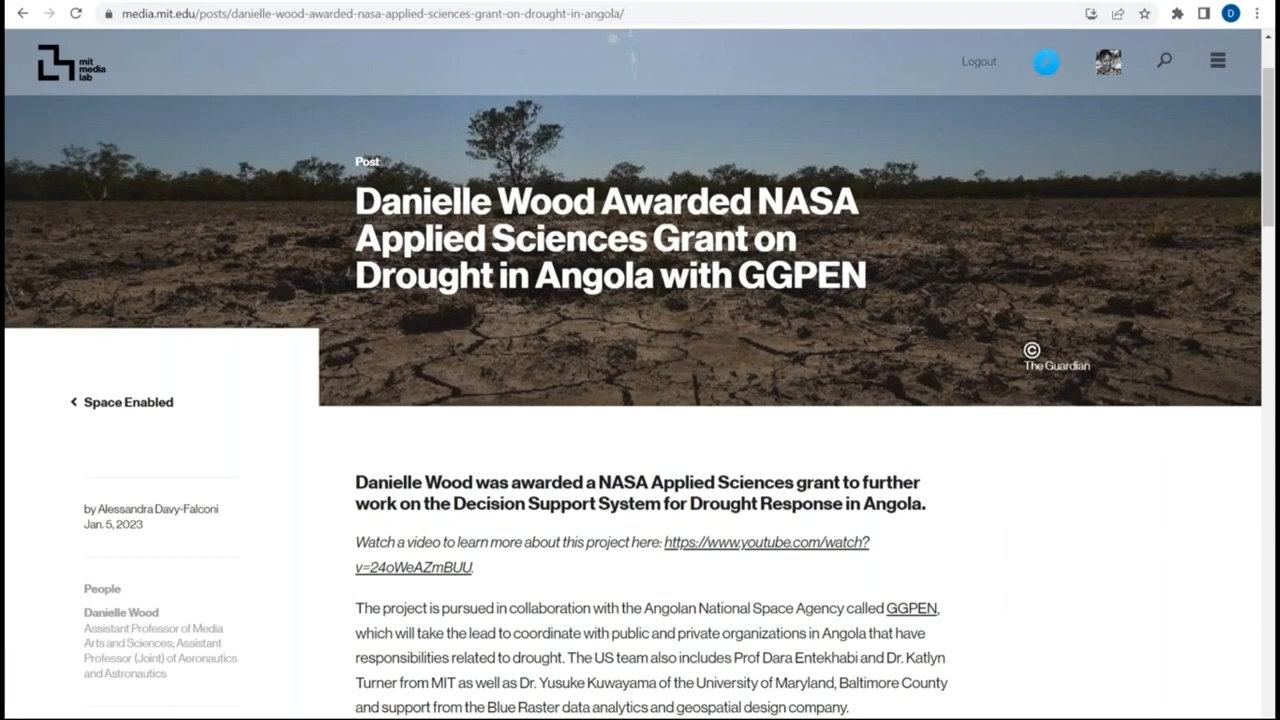 media.mit.edu/posts/danielle-wood-awarded-nasa-applied-sciences-grant-on-drought-in-angola/
D
mit
media
lab
Logout
Post
Danielle Wood Awarded NASA
Applied Sciences Grant on
Drought in Angola with GGPEN
©
The Guardian
Space Enabled
by Alessandra Davy-Falconi
Jan. 5, 2023
People
Danielle Wood
Assistant Professor of Media
Arts and Sciences; Assistant
Professor (Joint) of Aeronautics
and Astronautics
Danielle Wood was awarded a NASA Applied Sciences grant to further
work on the Decision Support System for Drought Response in Angola.
Watch a video to learn more about this project here: https://www.youtube.com/watch?
v=24oWeAZmBUU.
The project is pursued in collaboration with the Angolan National Space Agency called GGPEN,
which will take the lead to coordinate with public and private organizations in Angola that have
responsibilities related to drought. The US team also includes Prof Dara Entekhabi and Dr. Katlyn
Turner from MIT as well as Dr. Yusuke Kuwayama of the University of Maryland, Baltimore County
and support from the Blue Raster data analytics and geospatial design company.